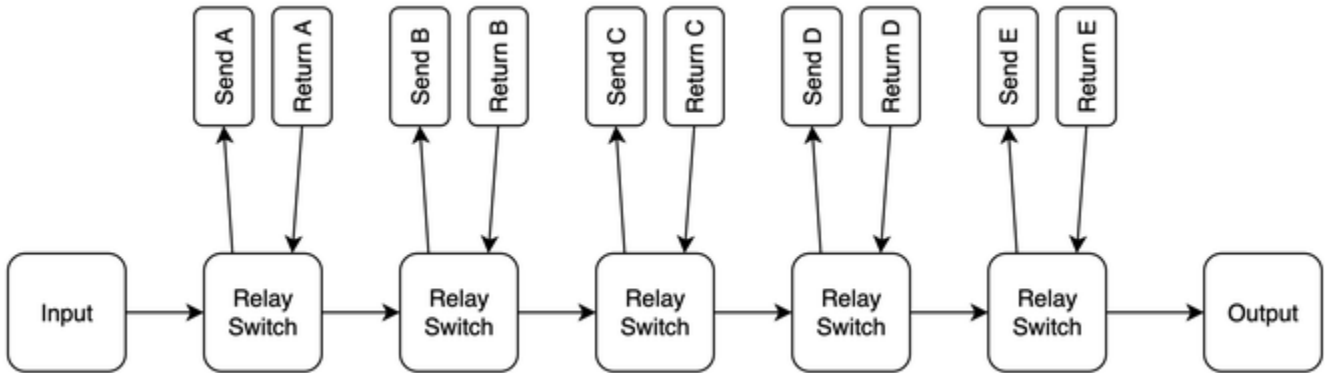 Send A
Return A
Send B
Return B
Send C
Return C
Send D
Return D
Send E
Return E
Input
Relay
Switch
Relay
Switch
Relay
Switch
Relay
Switch
Relay
Switch
Output